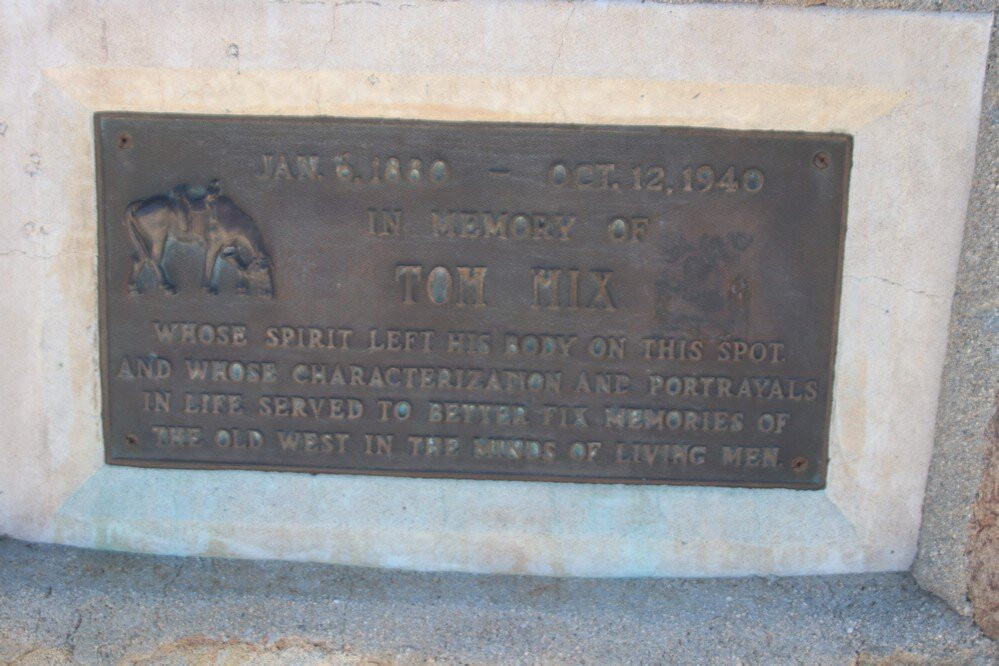 JAN. 6, 1880 – OCT. 12, 1940
IN MEMORY OF
TOM MIX
WHOSE SPIRIT LEFT HIS BODY ON THIS SPOT.
AND WHOSE CHARACTERIZATION AND PORTRAYALS
IN LIFE SERVED TO BETTER FIX MEMORIES OF
THE OLD WEST IN THE MINDS OF LIVING MEN.